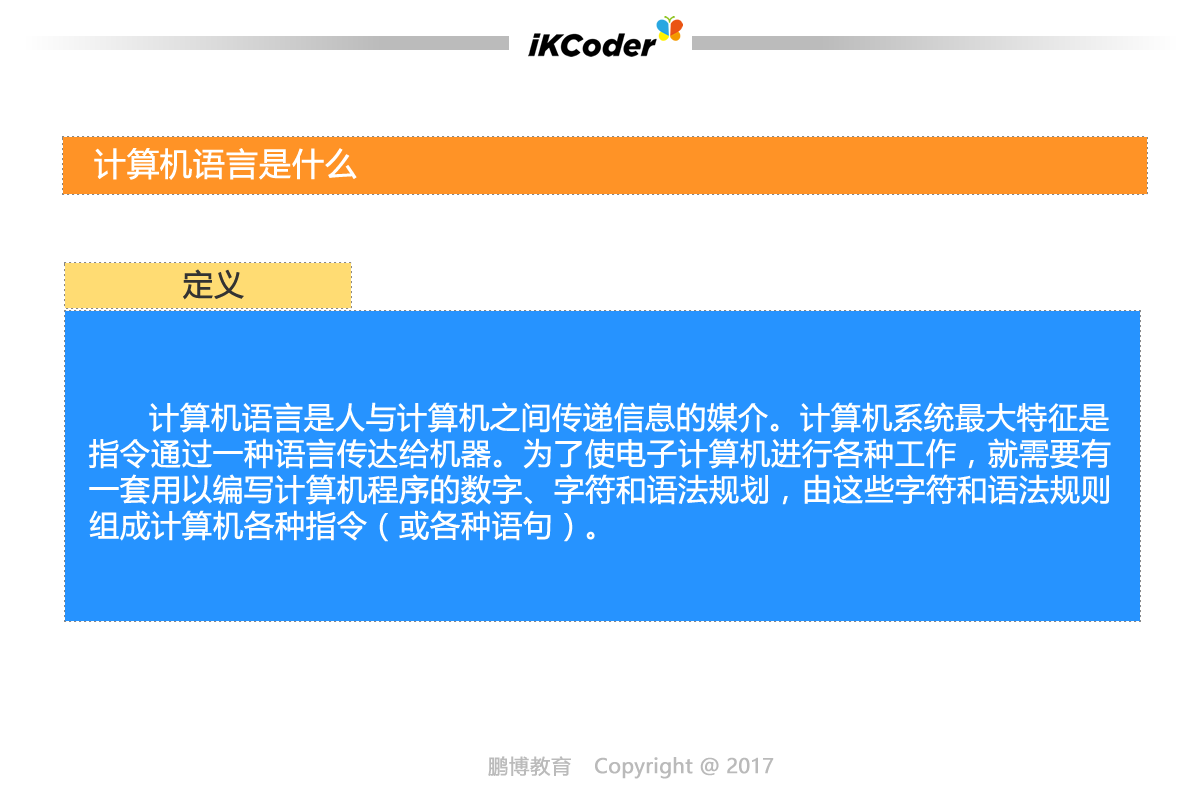 iKCoder
计算机语言是什么
定义
计算机语言是人与计算机之间传递信息的媒介。计算机系统最大特征是
指令通过一种语言传达给机器。为了使电子计算机进行各种工作，就需要有
一套用以编写计算机程序的数字、字符和语法规划，由这些字符和语法规则
组成计算机各种指令（或各种语句）。
鹏博教育 Copyright @ 2017